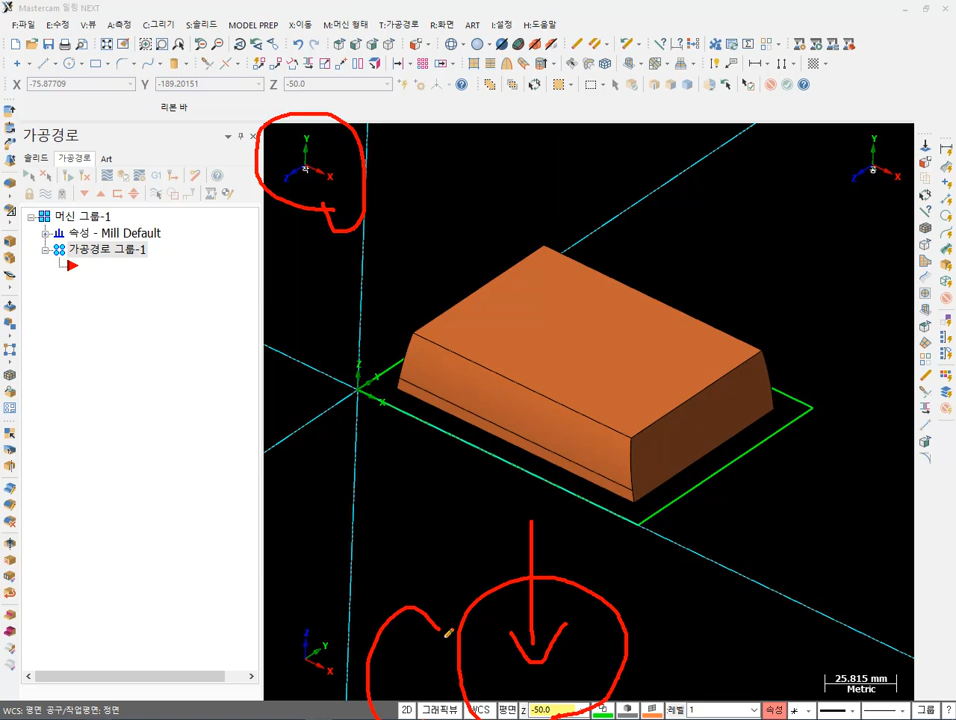 Mastercam 밀링 NEXT
F:파일 E:수정 V:뷰 A:측정 C:그리기 S:솔리드 MODEL PREP X:이동 M:머신 형태 T:가공경로 R:화면 ART I:설정 H:도움말
X -75.87709 Y -189.20151 Z -50.0
리본 바
가공경로
솔리드 가공경로 Art
G1
머신 그룹-1
속성 - Mill Default
가공경로 그룹-1
Y
Z 작 X
Y
공 X
Z
Y
X
Z
Y
X
25.815 mm
Metric
WCS: 평면 공구/작업평면: 정면 2D 그래픽뷰 WCS 평면 Z -50.0 레벨 1 속성 그룹 ?